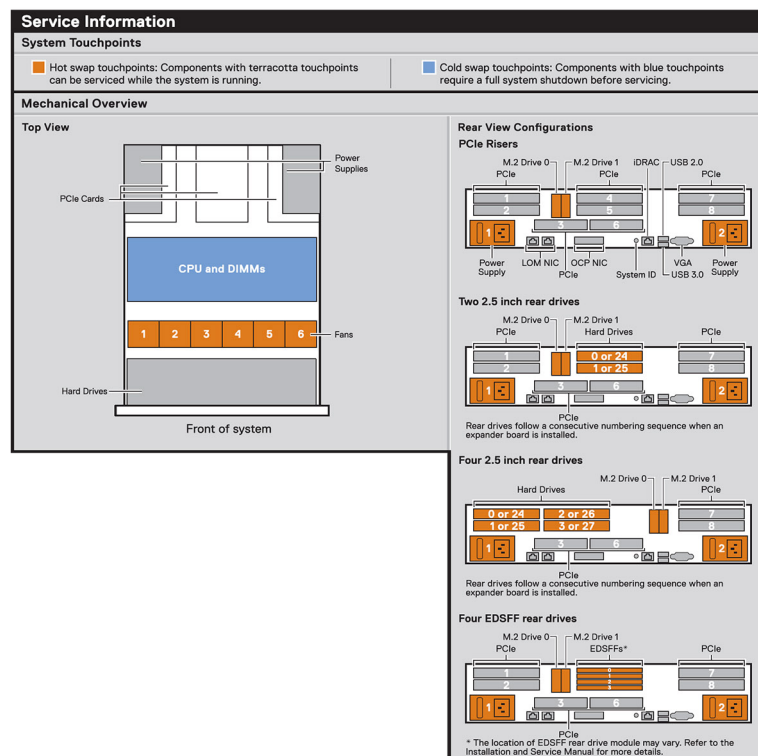 Service Information
System Touchpoints
Hot swap touchpoints: Components with terracotta touchpoints
can be serviced while the system is running.
Cold swap touchpoints: Components with blue touchpoints
require a full system shutdown before servicing.
Mechanical Overview
Top View
Power
Supplies
PCIe Cards
CPU and DIMMs
1 2 3 4 5 6
Fans
Hard Drives
Front of system
Rear View Configurations
PCIe Risers
M.2 Drive 0 M.2 Drive 1 iDRAC USB 2.0
PCIe PCIe PCIe
1 4 7
2 5 8
3 6
1 2
Power
Supply
LOM NIC
PCIe
OCP NIC
System ID
VGA
USB 3.0
Power
Supply
Two 2.5 inch rear drives
M.2 Drive 0 M.2 Drive 1
PCIe Hard Drives PCIe
1 0 or 24 7
2 1 or 25 8
3 6
1 2
PCIe
Rear drives follow a consecutive numbering sequence when an
expander board is installed.
Four 2.5 inch rear drives
M.2 Drive 0 M.2 Drive 1
Hard Drives PCIe
0 or 24 2 or 26 7
1 or 25 3 or 27 8
3 6
1 2
PCIe
Rear drives follow a consecutive numbering sequence when an
expander board is installed.
Four EDSFF rear drives
M.2 Drive 0 M.2 Drive 1
PCIe EDSFFs* PCIe
1 0 7
1
2 2 8
3
3 6
1 2
PCIe
* The location of EDSFF rear drive module may vary. Refer to the
Installation and Service Manual for more details.